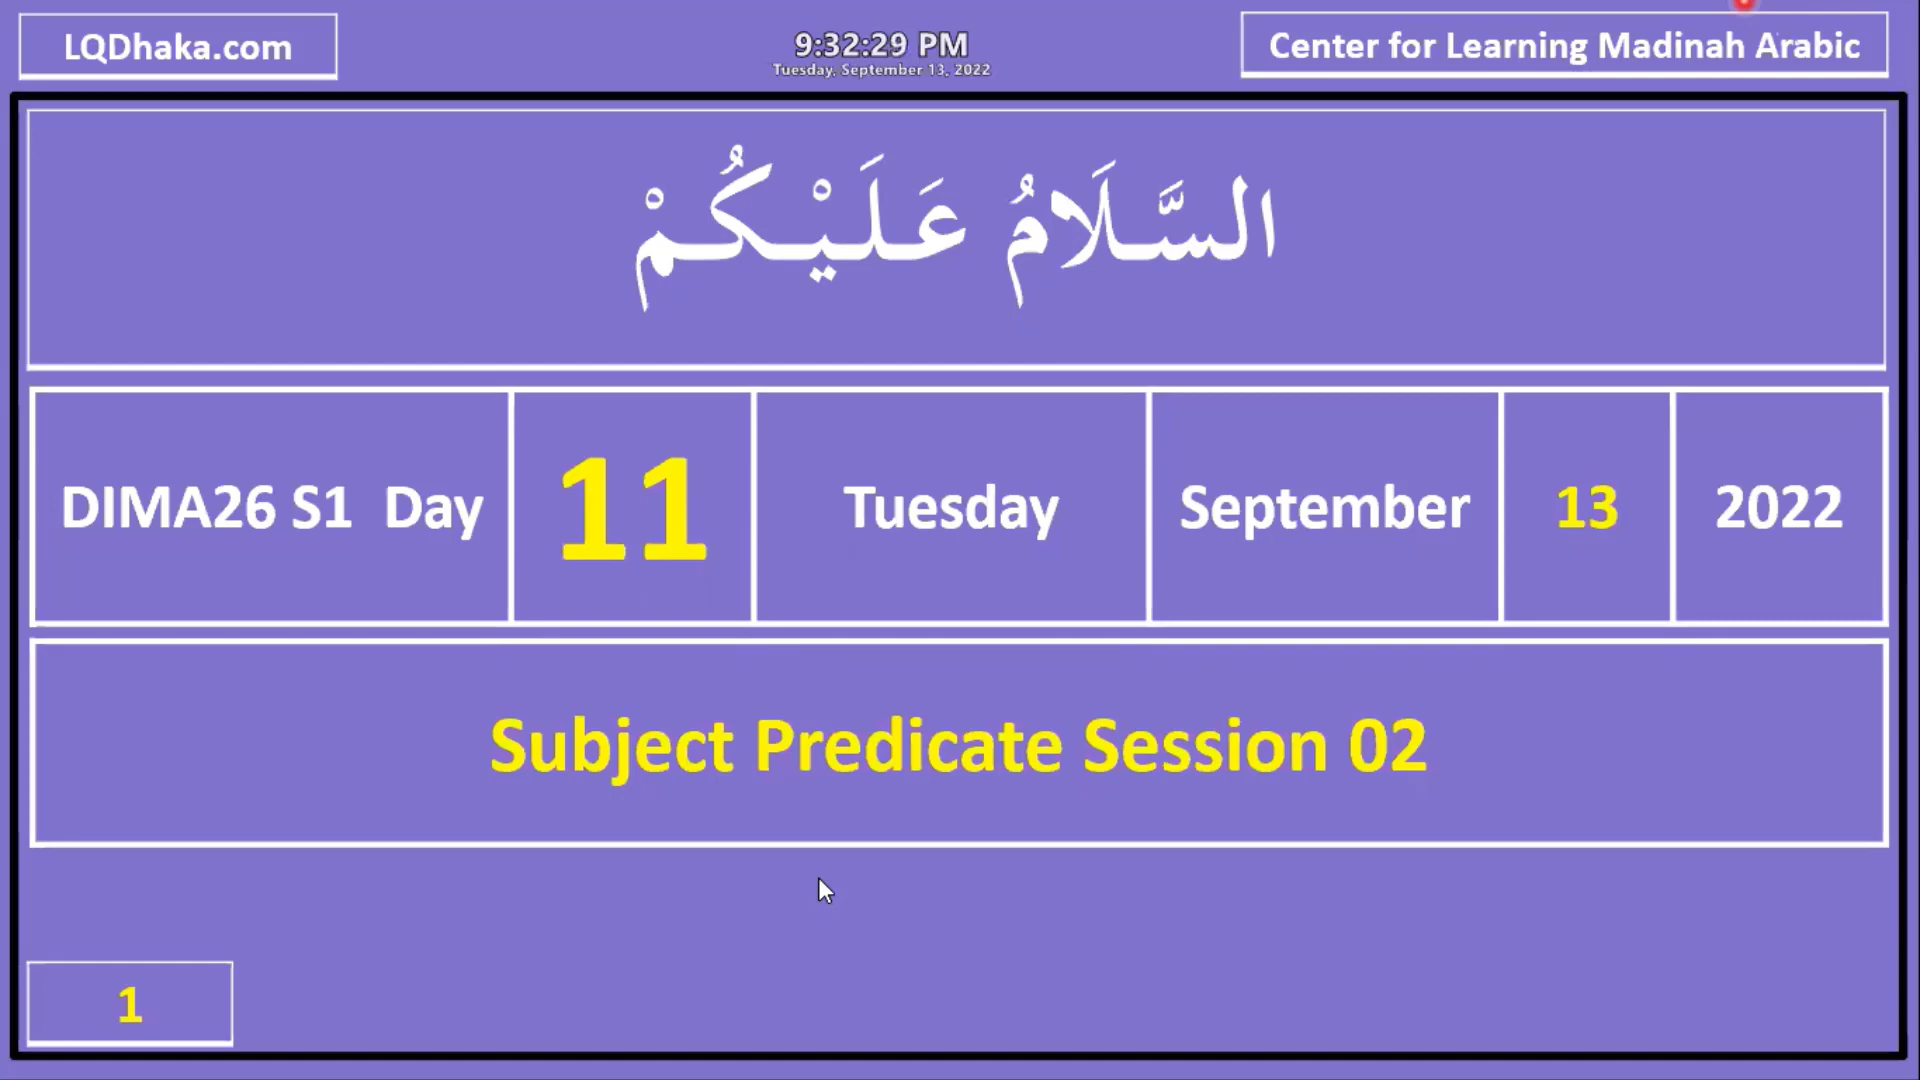 LQDhaka.com
9:32:29 PM
Tuesday, September 13, 2022
Center for Learning Madinah Arabic
السَّلَامُ عَلَيْكُمْ
DIMA26 S1 Day 11 Tuesday September 13 2022
Subject Predicate Session 02
1